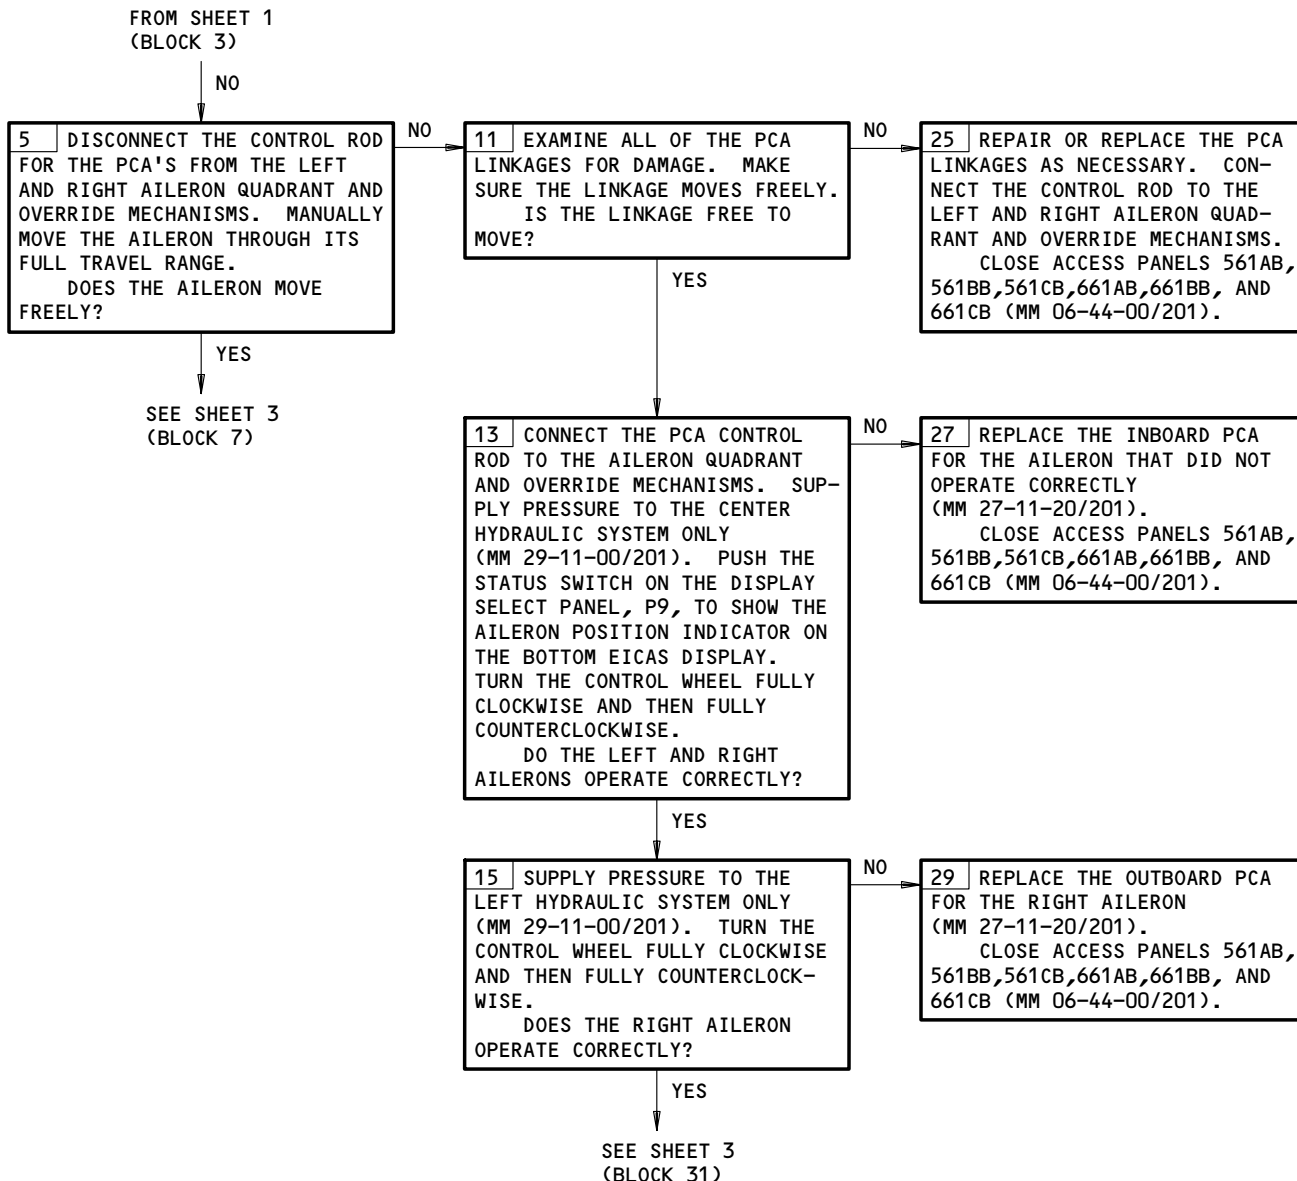 FROM SHEET 1
(BLOCK 3)
NO
5 DISCONNECT THE CONTROL ROD
FOR THE PCA'S FROM THE LEFT
AND RIGHT AILERON QUADRANT AND
OVERRIDE MECHANISMS. MANUALLY
MOVE THE AILERON THROUGH ITS
FULL TRAVEL RANGE.
DOES THE AILERON MOVE
FREELY?
NO
YES
SEE SHEET 3
(BLOCK 7)
11 EXAMINE ALL OF THE PCA
LINKAGES FOR DAMAGE. MAKE
SURE THE LINKAGE MOVES FREELY.
IS THE LINKAGE FREE TO
MOVE?
NO
YES
25 REPAIR OR REPLACE THE PCA
LINKAGES AS NECESSARY. CON-
NECT THE CONTROL ROD TO THE
LEFT AND RIGHT AILERON QUAD-
RANT AND OVERRIDE MECHANISMS.
CLOSE ACCESS PANELS 561AB,
561BB,561CB,661AB,661BB, AND
661CB (MM 06-44-00/201).
13 CONNECT THE PCA CONTROL
ROD TO THE AILERON QUADRANT
AND OVERRIDE MECHANISMS. SUP-
PLY PRESSURE TO THE CENTER
HYDRAULIC SYSTEM ONLY
(MM 29-11-00/201). PUSH THE
STATUS SWITCH ON THE DISPLAY
SELECT PANEL, P9, TO SHOW THE
AILERON POSITION INDICATOR ON
THE BOTTOM EICAS DISPLAY.
TURN THE CONTROL WHEEL FULLY
CLOCKWISE AND THEN FULLY
COUNTERCLOCKWISE.
DO THE LEFT AND RIGHT
AILERONS OPERATE CORRECTLY?
NO
YES
27 REPLACE THE INBOARD PCA
FOR THE AILERON THAT DID NOT
OPERATE CORRECTLY
(MM 27-11-20/201).
CLOSE ACCESS PANELS 561AB,
561BB,561CB,661AB,661BB, AND
661CB (MM 06-44-00/201).
15 SUPPLY PRESSURE TO THE
LEFT HYDRAULIC SYSTEM ONLY
(MM 29-11-00/201). TURN THE
CONTROL WHEEL FULLY CLOCKWISE
AND THEN FULLY COUNTERCLOCK-
WISE.
DOES THE RIGHT AILERON
OPERATE CORRECTLY?
NO
YES
29 REPLACE THE OUTBOARD PCA
FOR THE RIGHT AILERON
(MM 27-11-20/201).
CLOSE ACCESS PANELS 561AB,
561BB,561CB,661AB,661BB, AND
661CB (MM 06-44-00/201).
SEE SHEET 3
(BLOCK 31)